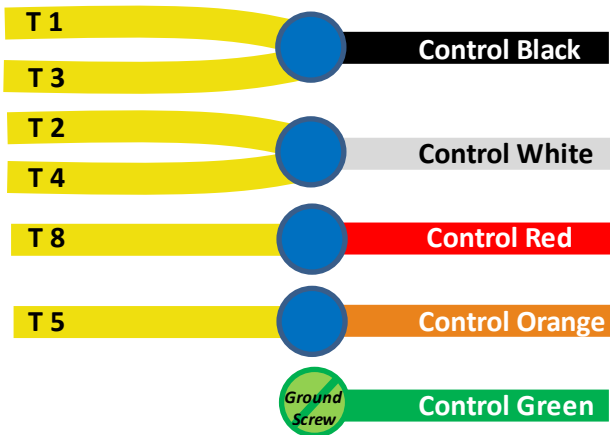 T 1
Control Black
T 3
T 2
Control White
T 4
T 8
Control Red
T 5
Control Orange
Ground
Screw
Control Green